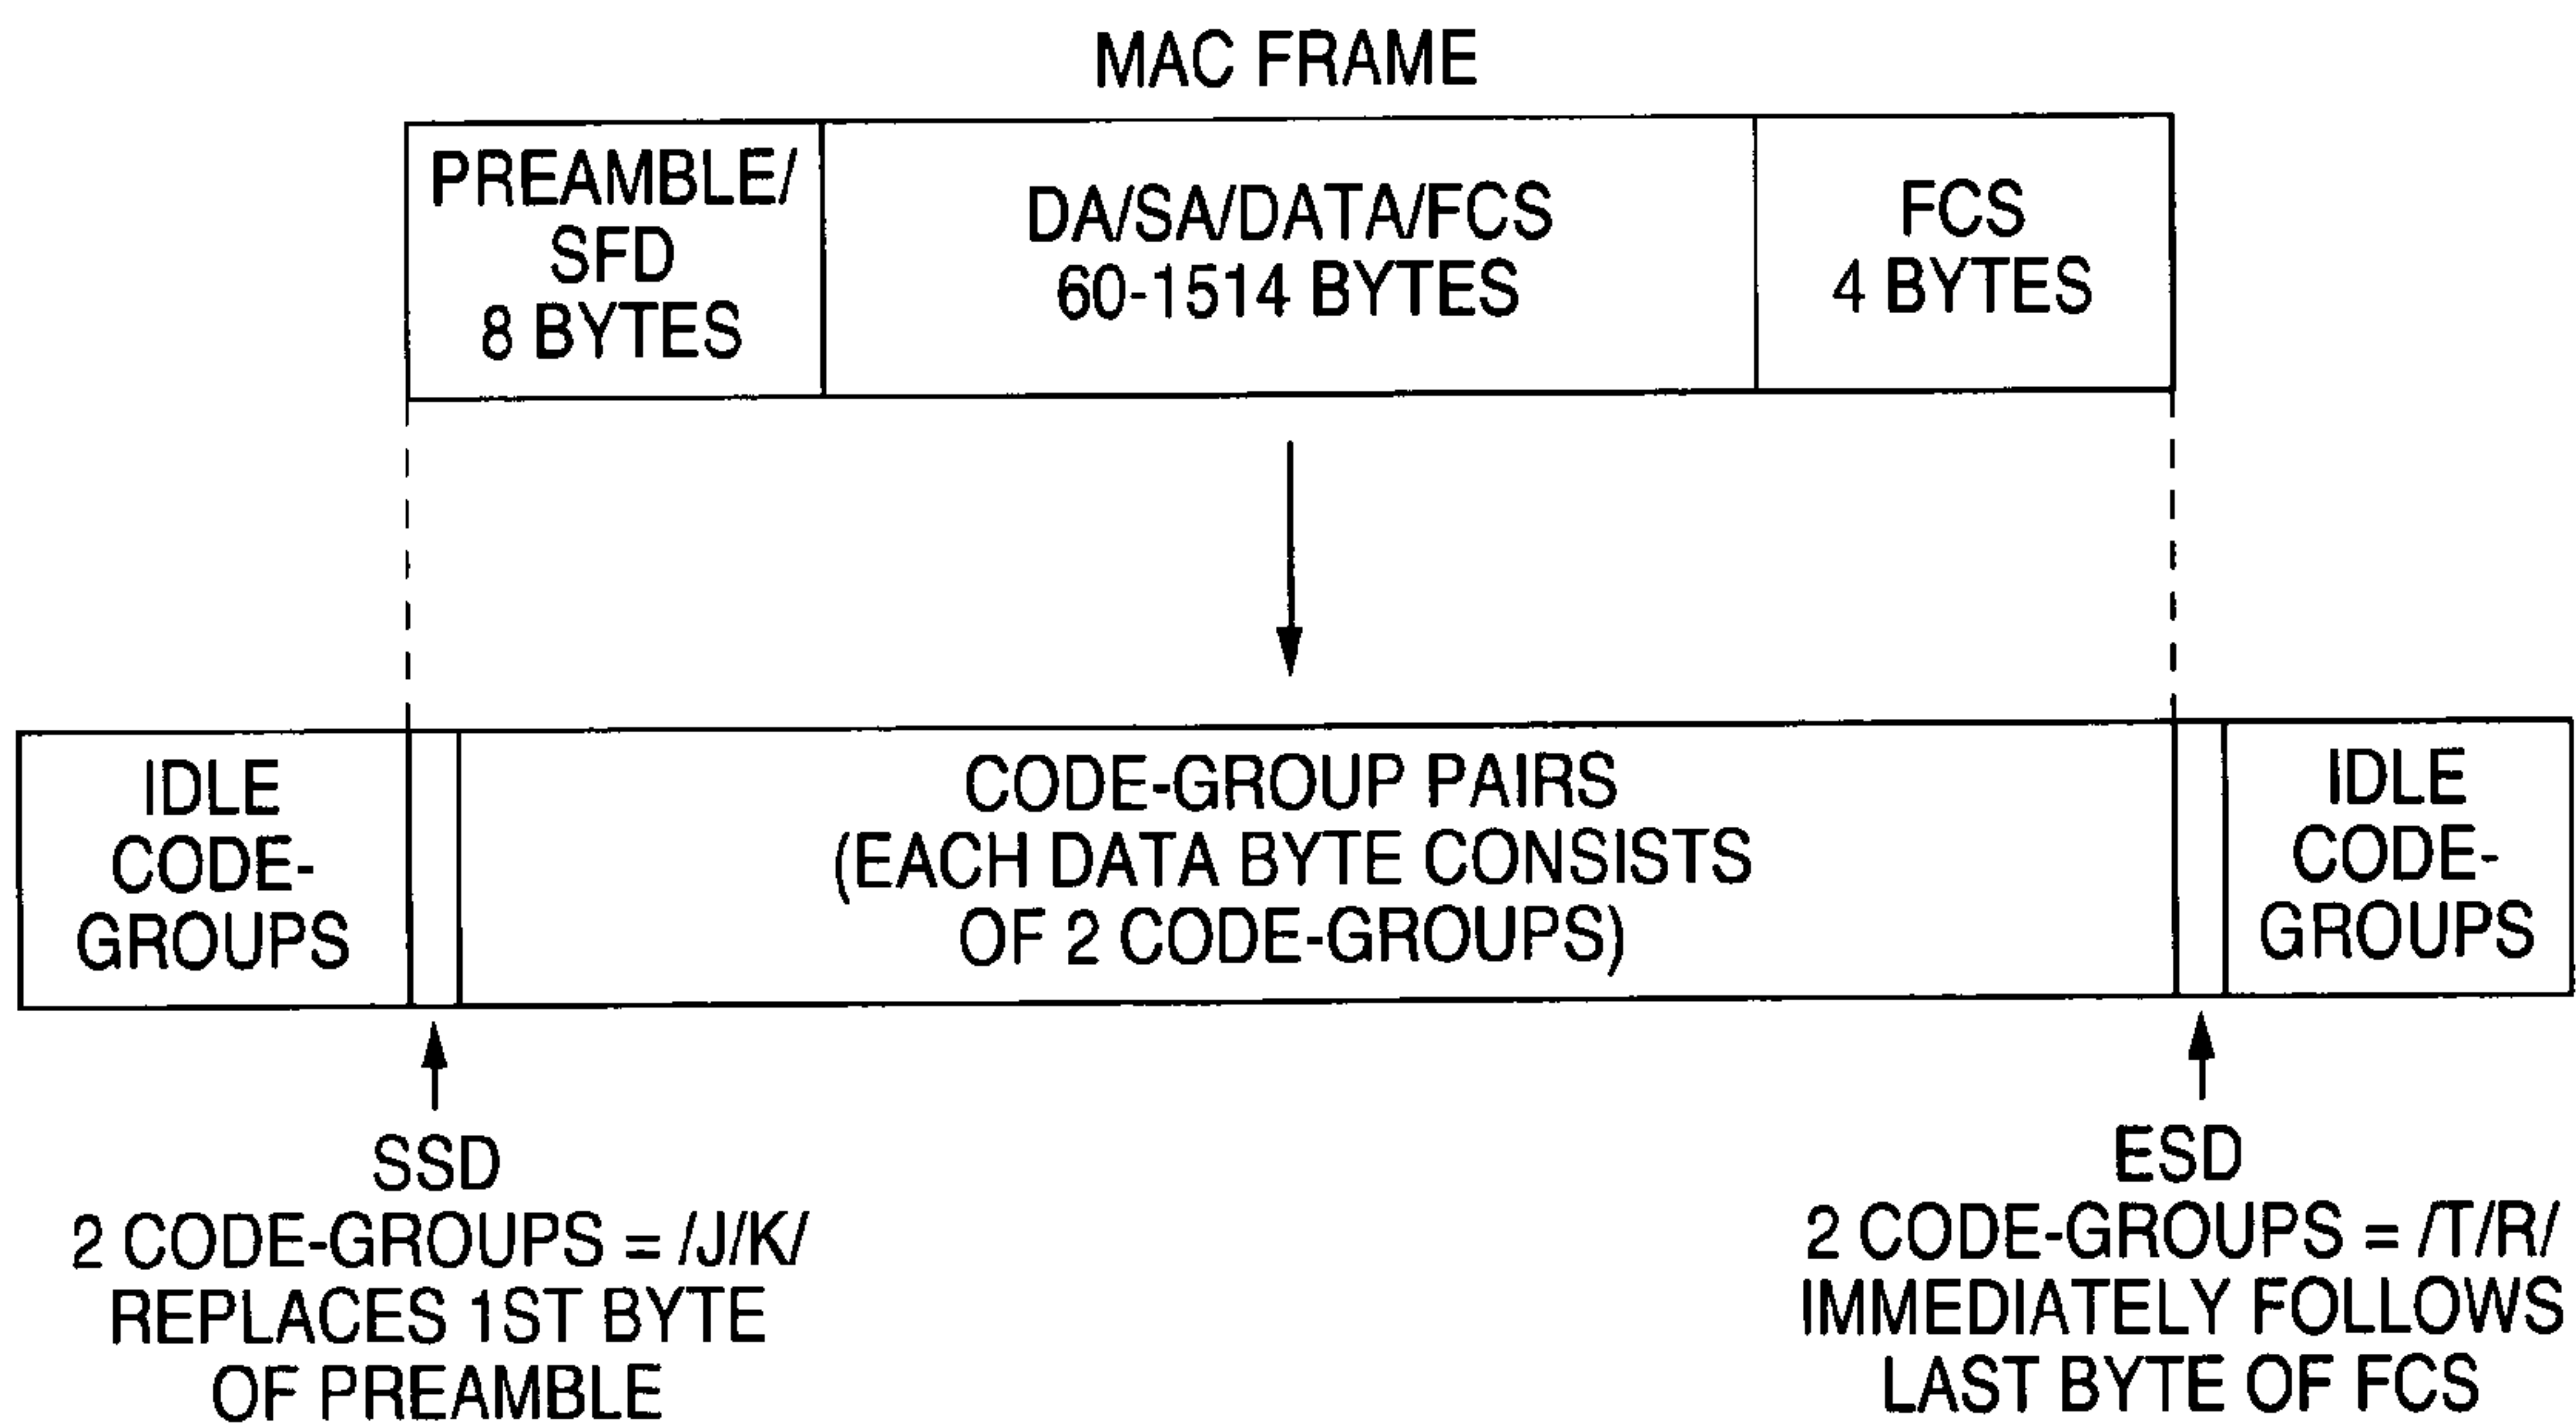 MAC FRAME
PREAMBLE/
SFD
8 BYTES
DA/SA/DATA/FCS
60-1514 BYTES
FCS
4 BYTES
IDLE
CODE-
GROUPS
CODE-GROUP PAIRS
(EACH DATA BYTE CONSISTS
OF 2 CODE-GROUPS)
IDLE
CODE-
GROUPS
SSD
2 CODE-GROUPS = /J/K/
REPLACES 1ST BYTE
OF PREAMBLE
ESD
2 CODE-GROUPS = /T/R/
IMMEDIATELY FOLLOWS
LAST BYTE OF FCS